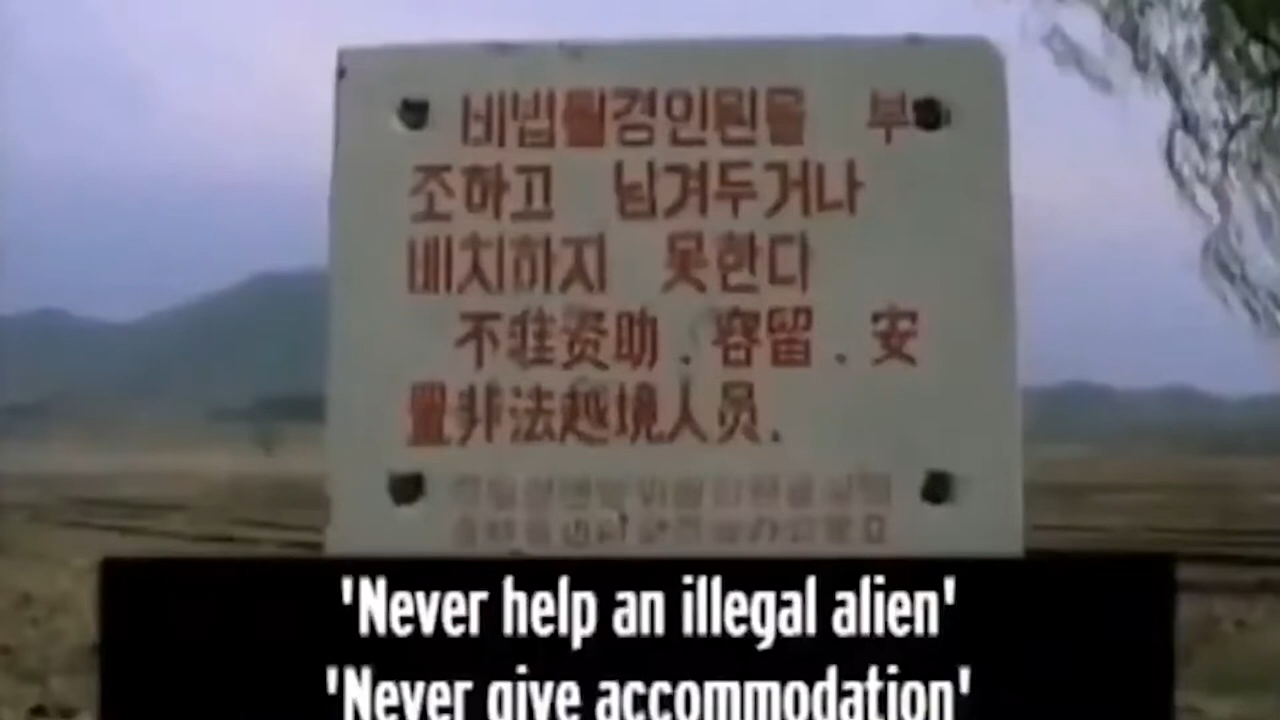 비법월경인원을 부
조하고 남겨두거나
배치하지 못한다
不准资助.容留.安
置非法越境人员.
'Never help an illegal alien'
'Never give accommodation'